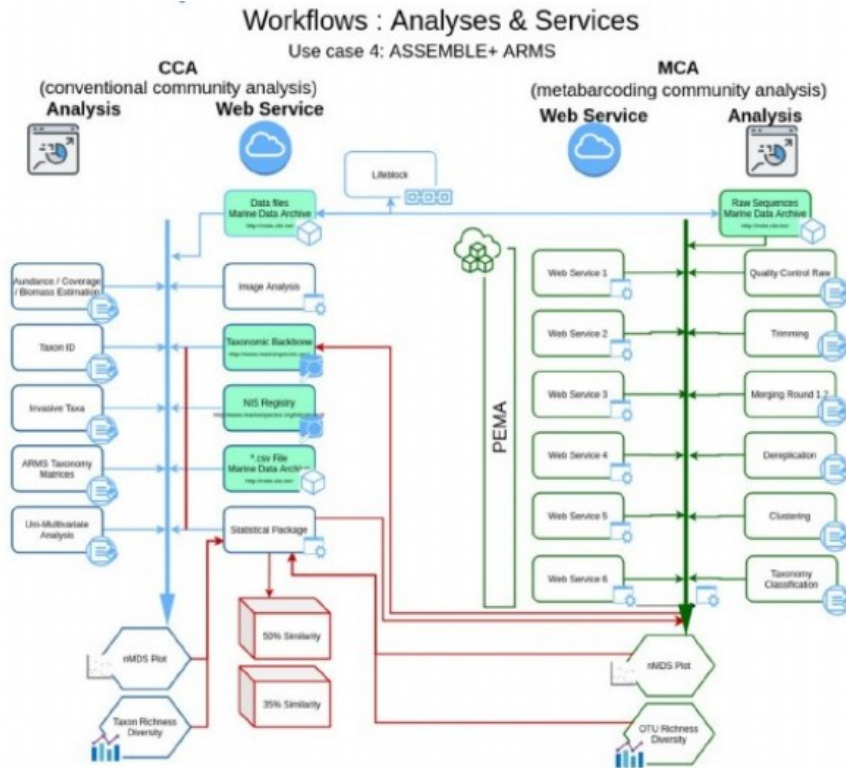 Workflows : Analyses & Services
Use case 4: ASSEMBLE+ ARMS
CCA
(conventional community analysis)
Analysis
Web Service
MCA
(metabarcoding community analysis)
Web Service
Analysis
Lifeblock
Data files
Marine Data Archive
Raw Sequences
Marine Data Archive
Aundance / Coverage
/ Biomass Estimation
Image Analysis
Web Service 1
Quality Control Raw
Taxon ID
Taxonomic Backbone
Web Service 2
Trimming
Invasive Taxa
NIS Registry
Web Service 3
Merging Round 1,2
ARMS Taxonomy
Matrices
*.csv File
Marine Data Archive
Web Service 4
Dereplication
Uni-Multivariate
Analysis
Statistical Package
Web Service 5
Clustering
Web Service 6
Taxonomy
Classification
PEMA
50% Similarity
35% Similarity
nMDS Plot
Taxon Richness
Diversity
nMDS Plot
OTU Richness
Diversity